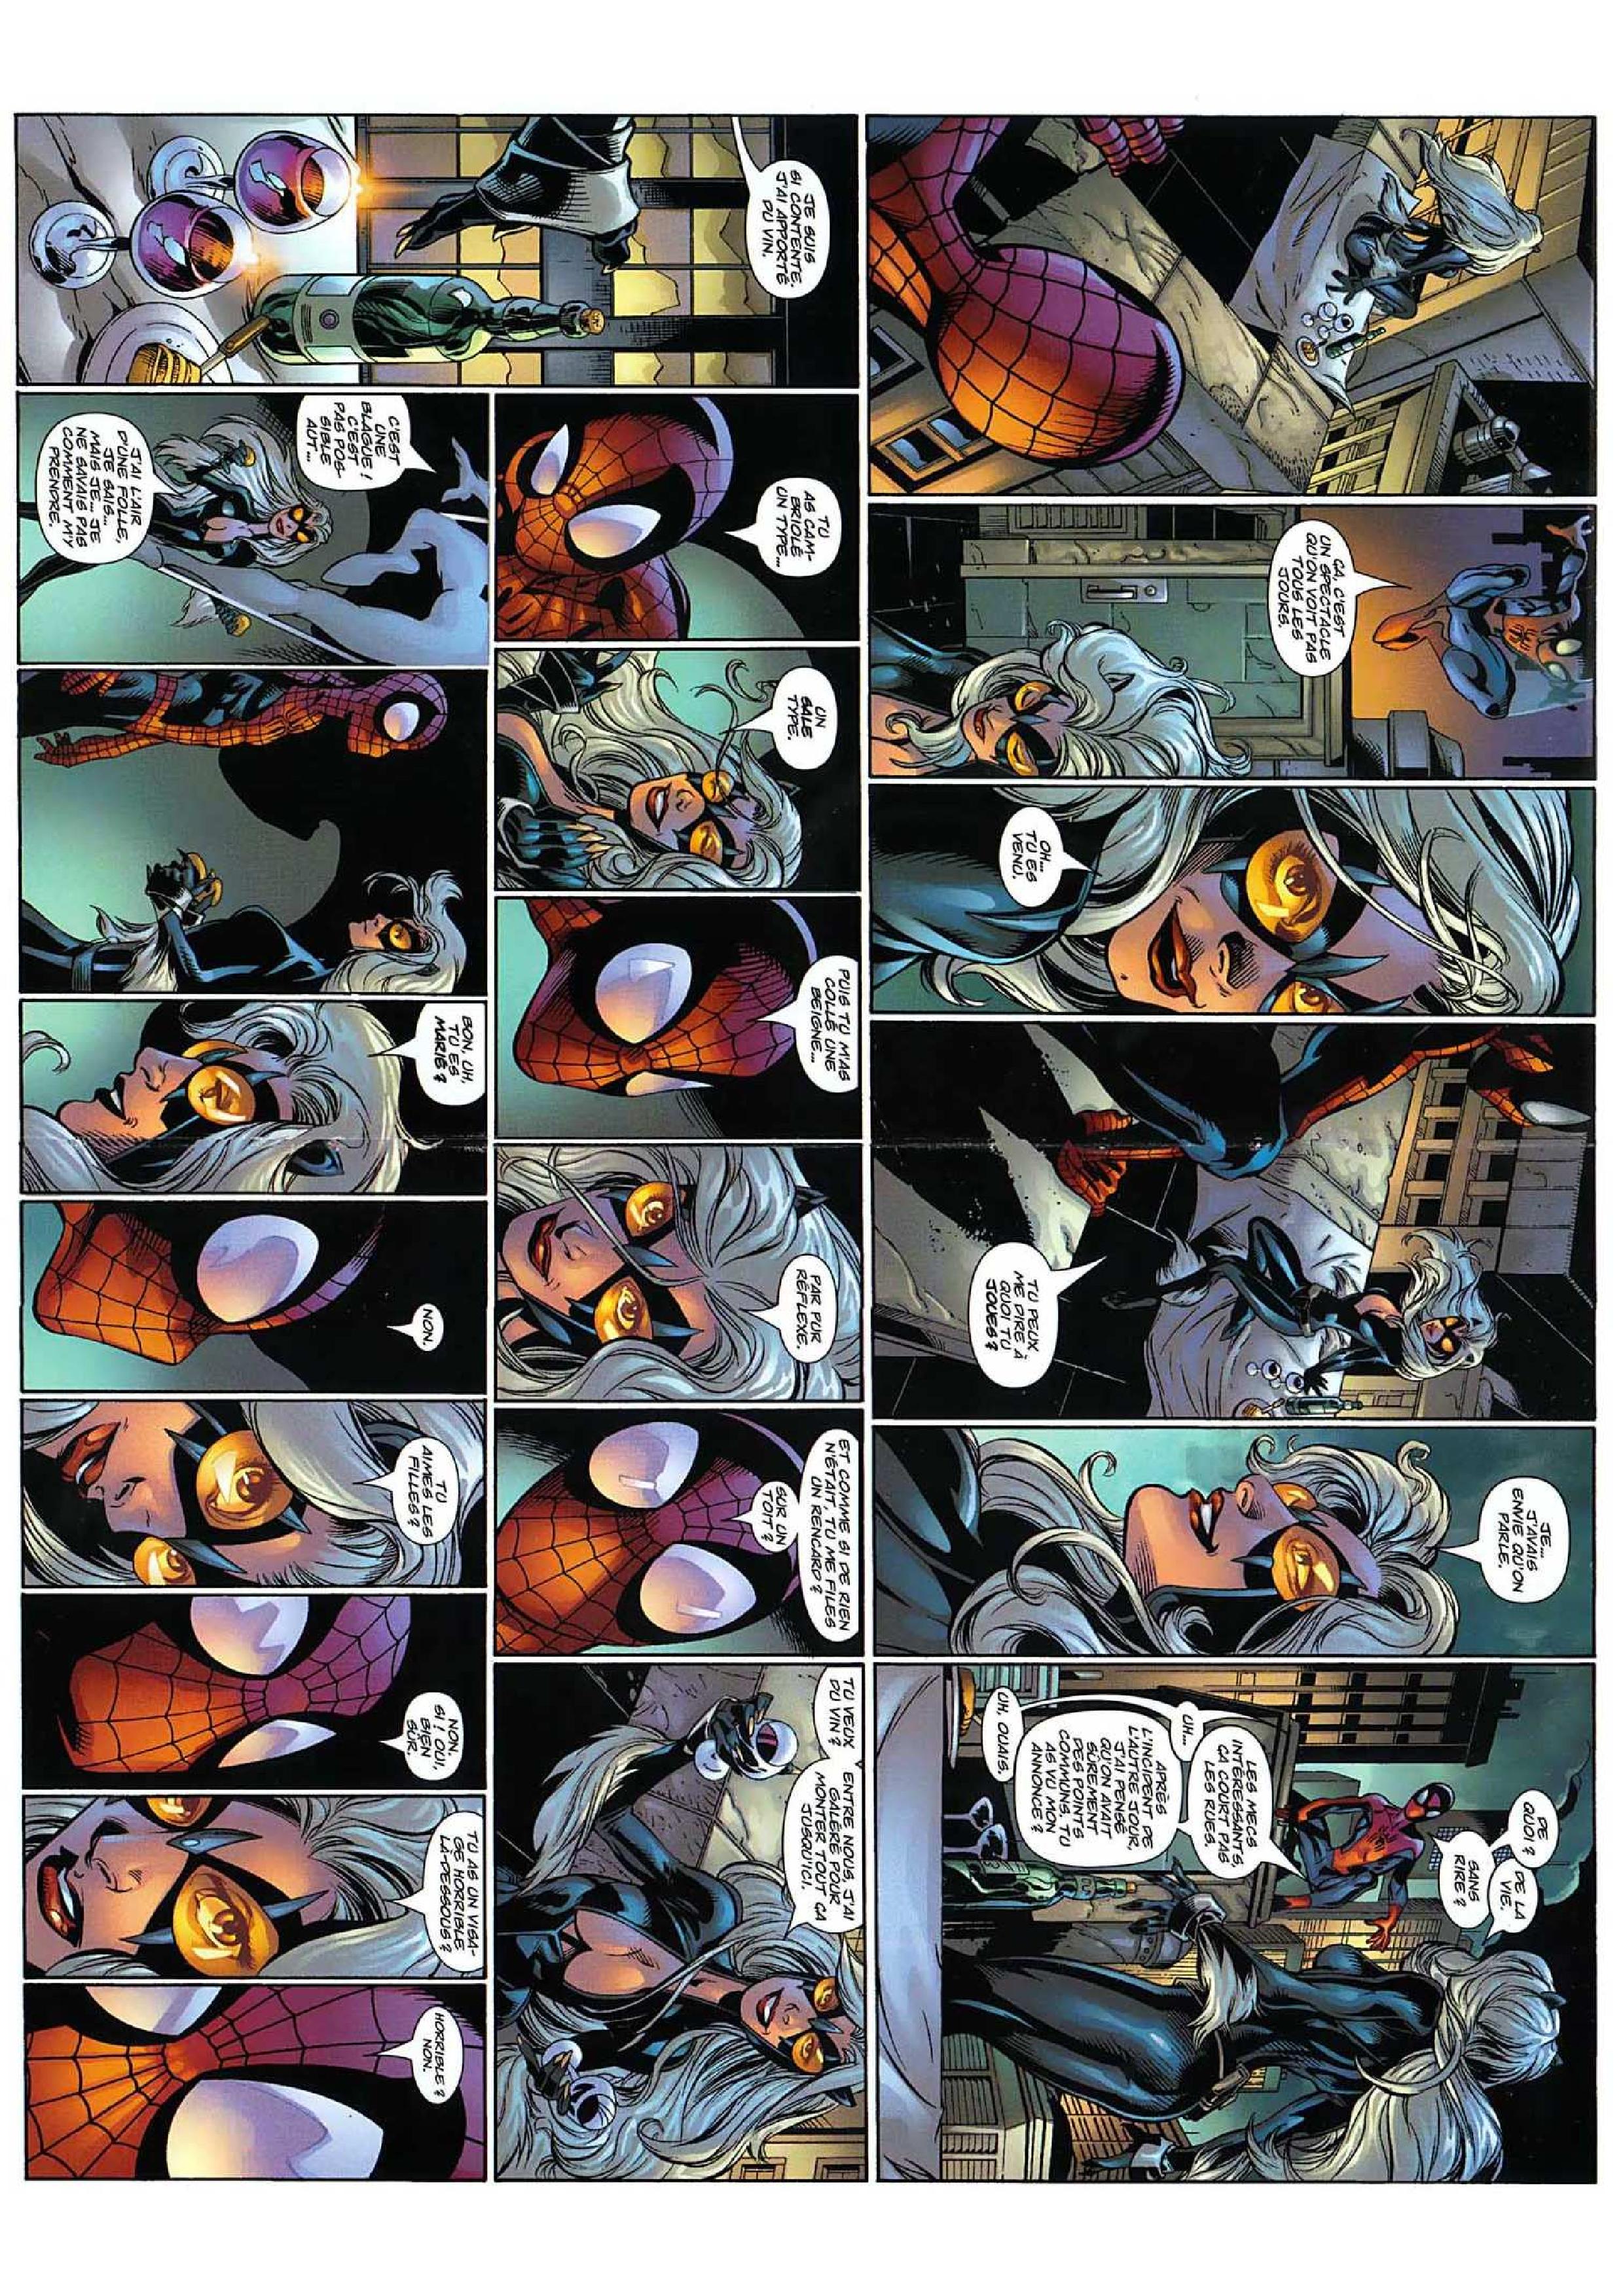 ÇA, C'EST
UN SPECTACLE
QU'ON VOIT PAS
TOUS LES
JOURS.
OH...
TU ES
VENU.
TU PEUX
ME DIRE À
QUOI TU
JOUES ?
JE...
J'AVAIS
ENVIE QU'ON
PARLE.
DE
QUOI ?
DE LA
VIE.
SANS
RIRE ?
LES MECS
INTÉRESSANTS,
ÇA COURT PAS
LES RUES.
UH...
APRÈS
L'INCIDENT DE
L'AUTRE JOUR,
J'AI PENSÉ
QU'ON AVAIT
SÛREMENT
DES POINTS
COMMUNS. TU
AS VU MON
ANNONCE ?
UH, OUAIS.
JE SUIS
SI CONTENTE.
J'AI APPORTÉ
DU VIN.
TU
AS CAM-
BRIOLÉ
UN TYPE...
UN
SALE
TYPE.
PUIS TU M'AS
COLLÉ UNE
BEIGNE...
PAR PUR
RÉFLEXE.
ET COMME SI DE RIEN
N'ÉTAIT, TU ME FILES
UN RENCARD ?
SUR UN
TOIT ?
TU VEUX
DU VIN ?
ENTRE NOUS, J'AI
GALÉRÉ POUR
MONTER TOUT ÇA
JUSQU'ICI.
C'EST
UNE
BLAGUE !
C'EST
PAS POS-
SIBLE
AUT...
J'AI L'AIR
D'UNE FOLLE,
JE SAIS...
MAIS JE... JE
NE SAVAIS PAS
COMMENT M'Y
PRENDRE.
BON, UH,
TU ES
MARIÉ ?
NON.
TU
AIMES LES
FILLES ?
NON,
SI ! OUI,
BIEN
SÛR.
TU AS UN VISA-
GE HORRIBLE
LÀ-DESSOUS ?
HORRIBLE ?
NON.